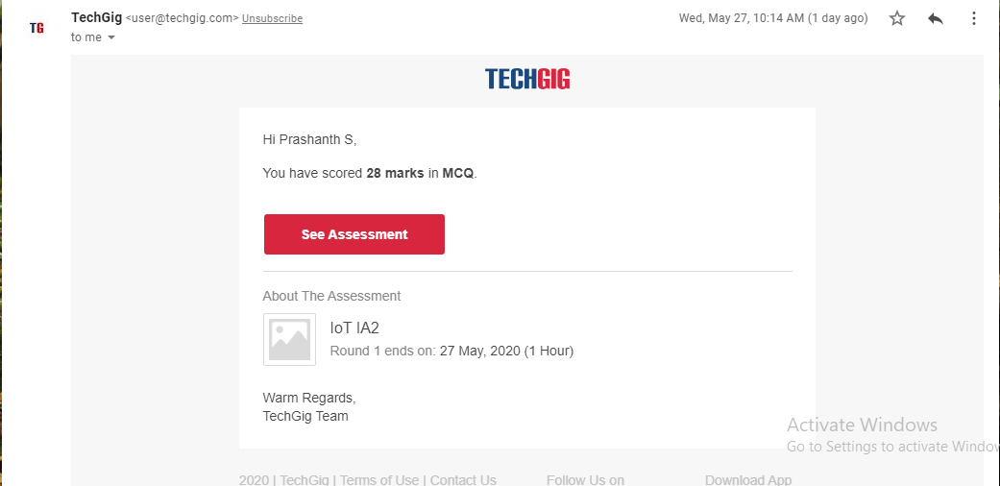 TG
TechGig <user@techgig.com> Unsubscribe
Wed, May 27, 10:14 AM (1 day ago)
to me
TECHGIG
Hi Prashanth S,
You have scored 28 marks in MCQ.
See Assessment
About The Assessment
IoT IA2
Round 1 ends on: 27 May, 2020 (1 Hour)
Warm Regards,
TechGig Team
Activate Windows
Go to Settings to activate Window
2020 | TechGig | Terms of Use | Contact Us
Follow Us on
Download App